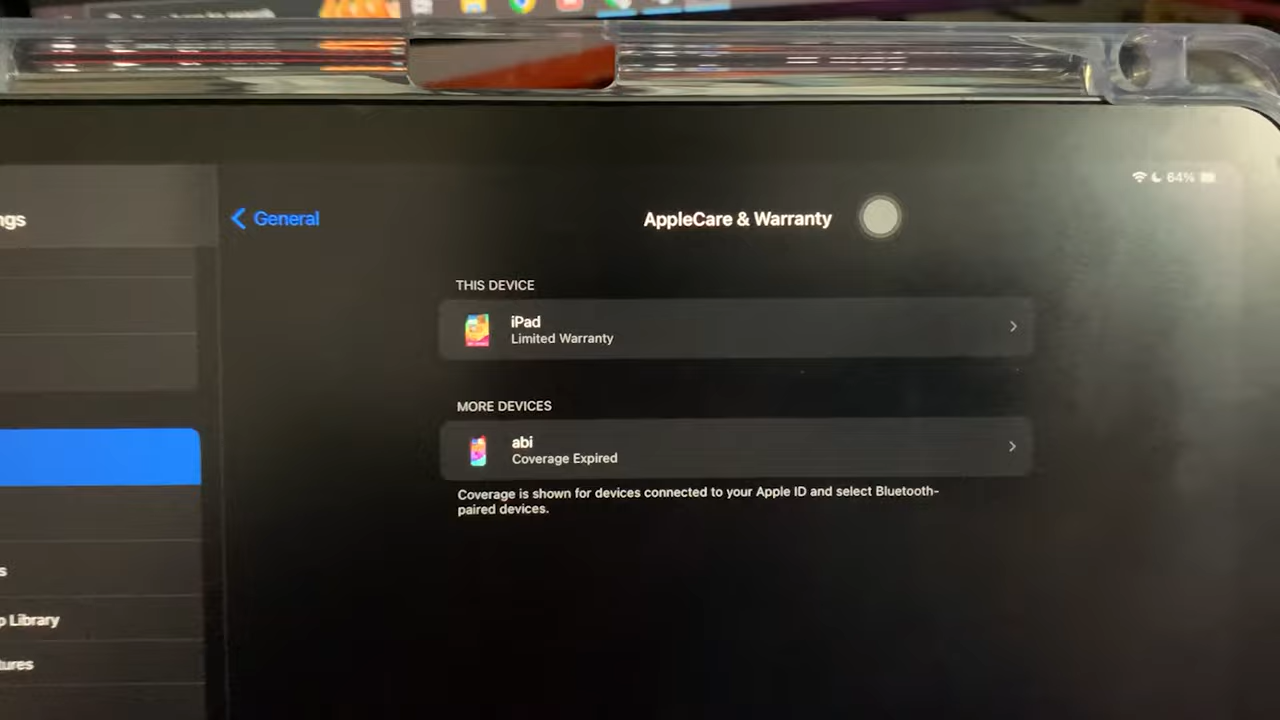 64%
ngs
General
AppleCare & Warranty
THIS DEVICE
iPad
Limited Warranty
MORE DEVICES
abi
Coverage Expired
Coverage is shown for devices connected to your Apple ID and select Bluetooth-
paired devices.
s
Library
tures